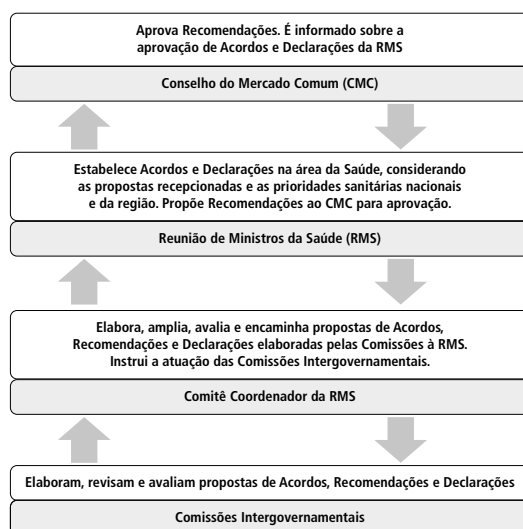 Aprova Recomendações. É informado sobre a
aprovação de Acordos e Declarações da RMS
Conselho do Mercado Comum (CMC)
Estabelece Acordos e Declarações na área da Saúde, considerando
as propostas recepcionadas e as prioridades sanitárias nacionais
e da região. Propõe Recomendações ao CMC para aprovação.
Reunião de Ministros da Saúde (RMS)
Elabora, amplia, avalia e encaminha propostas de Acordos,
Recomendações e Declarações elaboradas pelas Comissões à RMS.
Instrui a atuação das Comissões Intergovernamentais.
Comitê Coordenador da RMS
Elaboram, revisam e avaliam propostas de Acordos, Recomendações e Declarações
Comissões Intergovernamentais